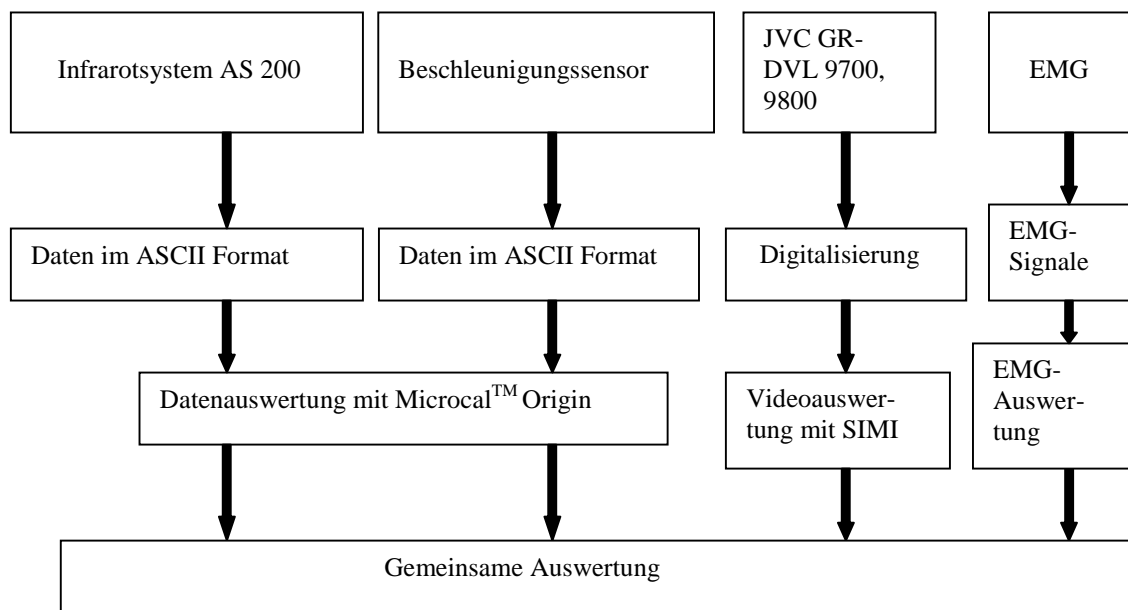 Infrarotsystem AS 200
Beschleunigungssensor
JVC GR-
DVL 9700,
9800
EMG
Daten im ASCII Format
Daten im ASCII Format
Digitalisierung
EMG-
Signale
Datenauswertung mit Microcal™ Origin
Videoauswer-
tung mit SIMI
EMG-
Auswer-
tung
Gemeinsame Auswertung